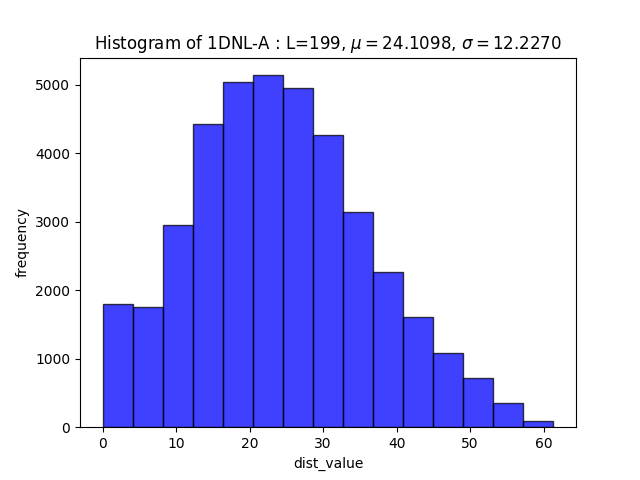 Histogram of 1DNL-A : L=199, μ = 24.1098, σ = 12.2270
5000
4000
3000
2000
1000
0
frequency
0 10 20 30 40 50 60
dist_value